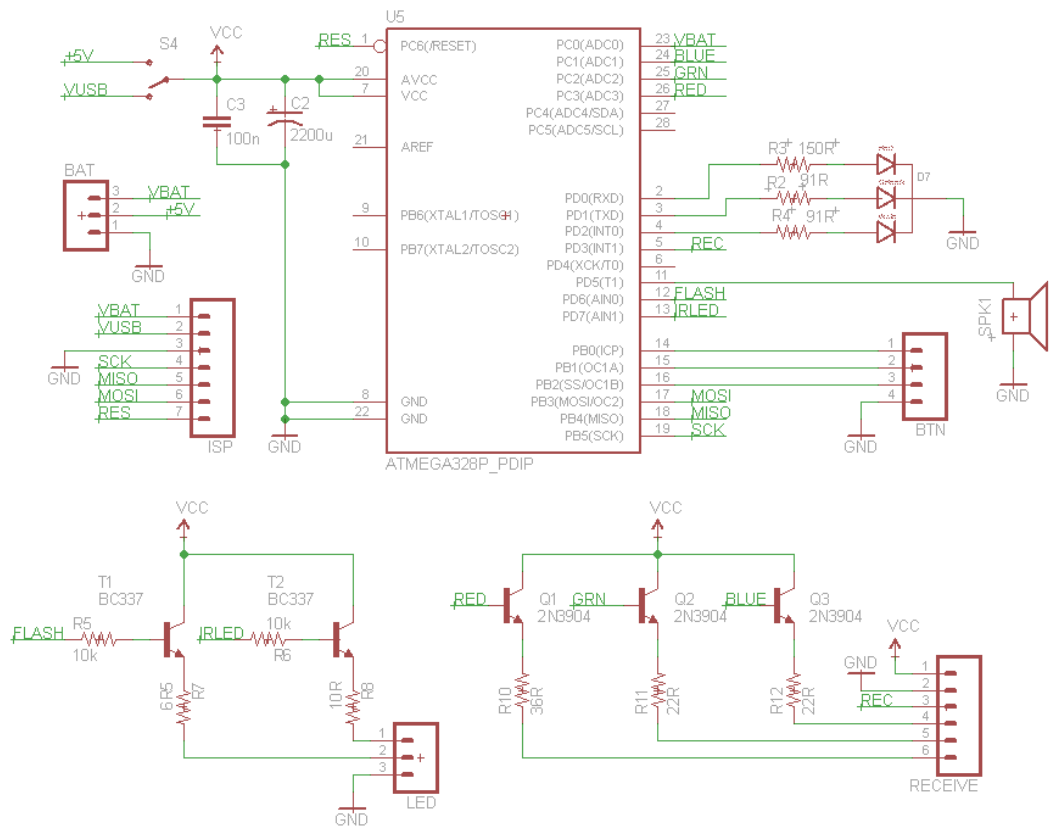 U5
S4
VCC
+5V
VUSB
C3
100n
C2
2200u
RES
1
20
7
21
9
10
8
22
PC6(/RESET)
AVCC
VCC
AREF
PB6(XTAL1/TOSC1)
PB7(XTAL2/TOSC2)
GND
GND
PC0(ADC0)
PC1(ADC1)
PC2(ADC2)
PC3(ADC3)
PC4(ADC4/SDA)
PC5(ADC5/SCL)
PD0(RXD)
PD1(TXD)
PD2(INT0)
PD3(INT1)
PD4(XCK/T0)
PD5(T1)
PD6(AIN0)
PD7(AIN1)
PB0(ICP)
PB1(OC1A)
PB2(SS/OC1B)
PB3(MOSI/OC2)
PB4(MISO)
PB5(SCK)
23 VBAT
24 BLUE
25 GRN
26 RED
27
28
2
3
4
5 REC
6
11
12 FLASH
13 IRLED
14
15
16
17 MOSI
18 MISO
19 SCK
ATMEGA328P_PDIP
R3 150R
R2 91R
R4 91R
D7
GND
SPK1
GND
1
2
3
4
BTN
GND
BAT
3 VBAT
2 +5V
1
GND
VBAT 1
VUSB 2
3
GND
SCK 4
MISO 5
MOSI 6
RES 7
ISP
GND
VCC
T1
BC337
T2
BC337
FLASH
R5
10k
IRLED
10k
R6
6R5
R7
10R
R8
1
2
3
LED
GND
VCC
RED
Q1
2N3904
GRN
Q2
2N3904
BLUE
Q3
2N3904
R10
36R
R11
22R
R12
22R
VCC
GND
REC
1
2
3
4
5
6
RECEIVE